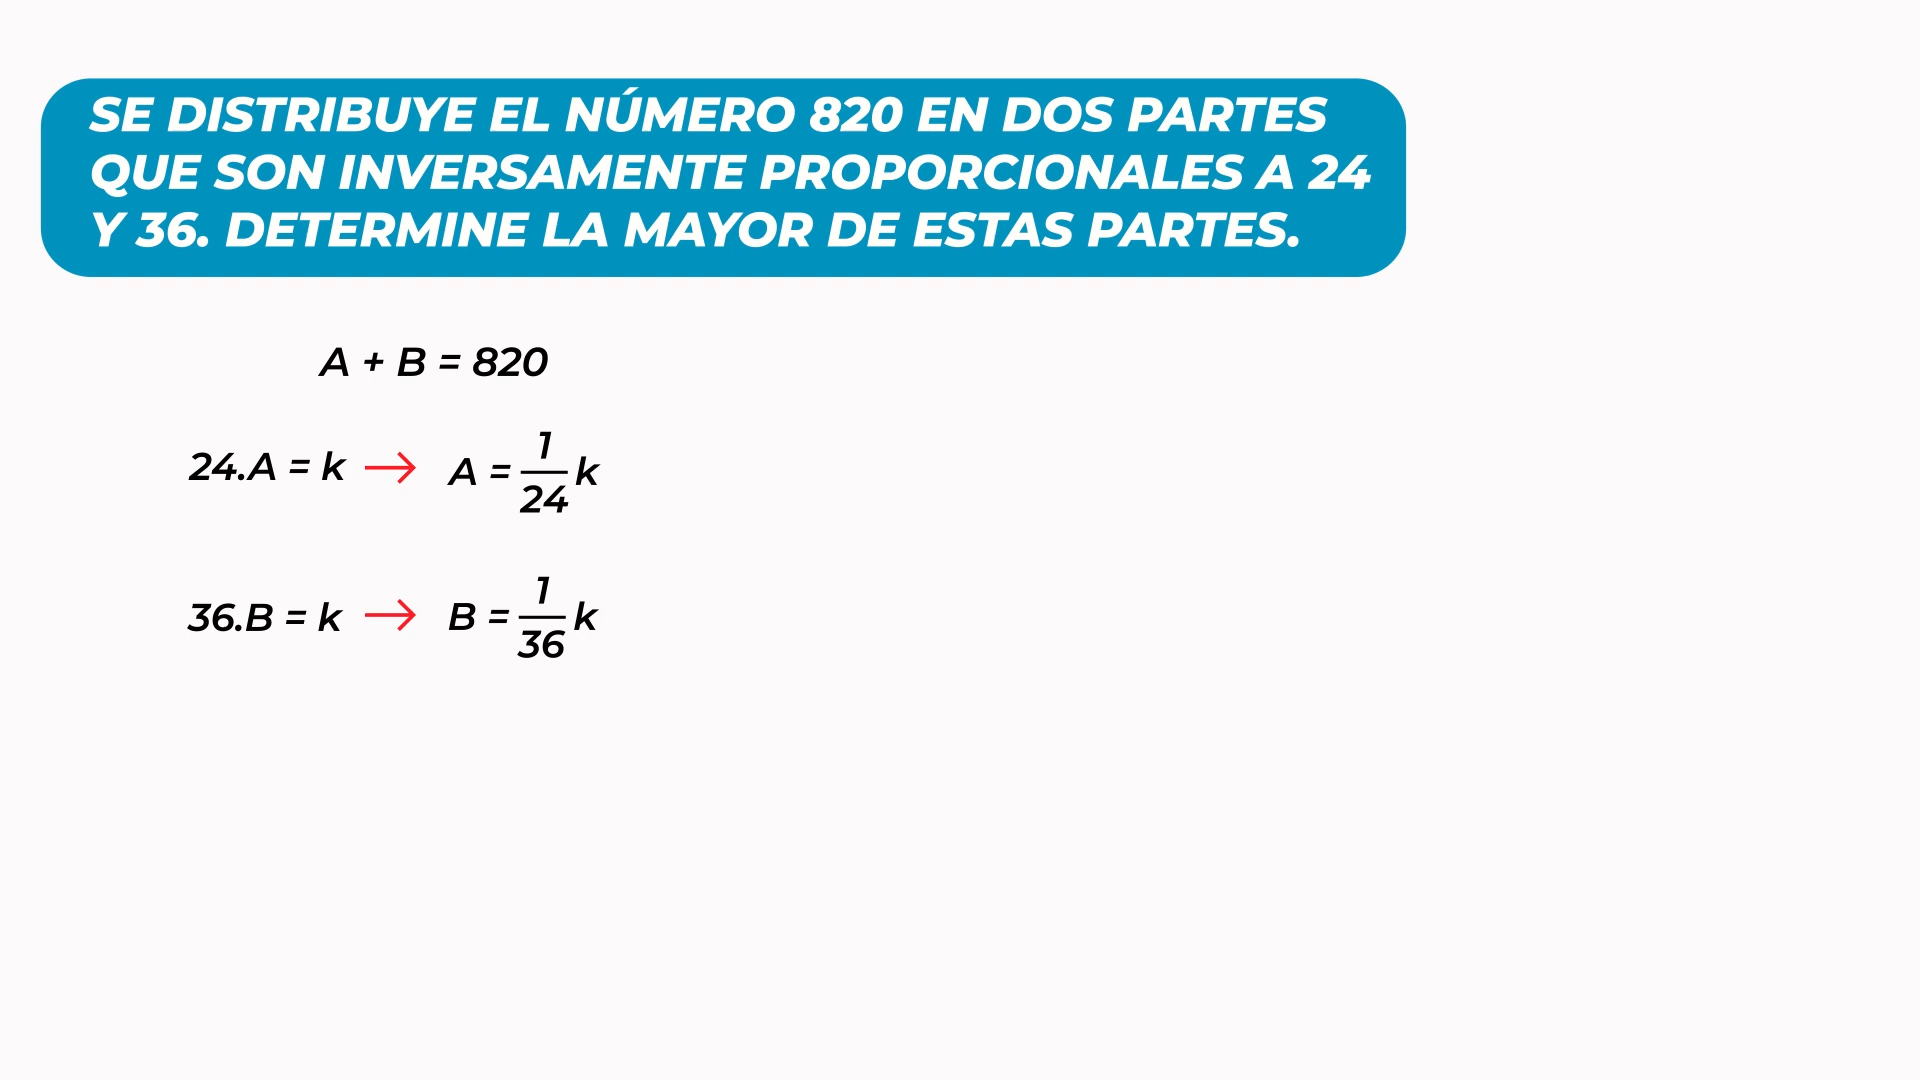 SE DISTRIBUYE EL NÚMERO 820 EN DOS PARTES
QUE SON INVERSAMENTE PROPORCIONALES A 24
Y 36. DETERMINE LA MAYOR DE ESTAS PARTES.
A + B = 820
24.A = k → A = 1/24 k
36.B = k → B = 1/36 k